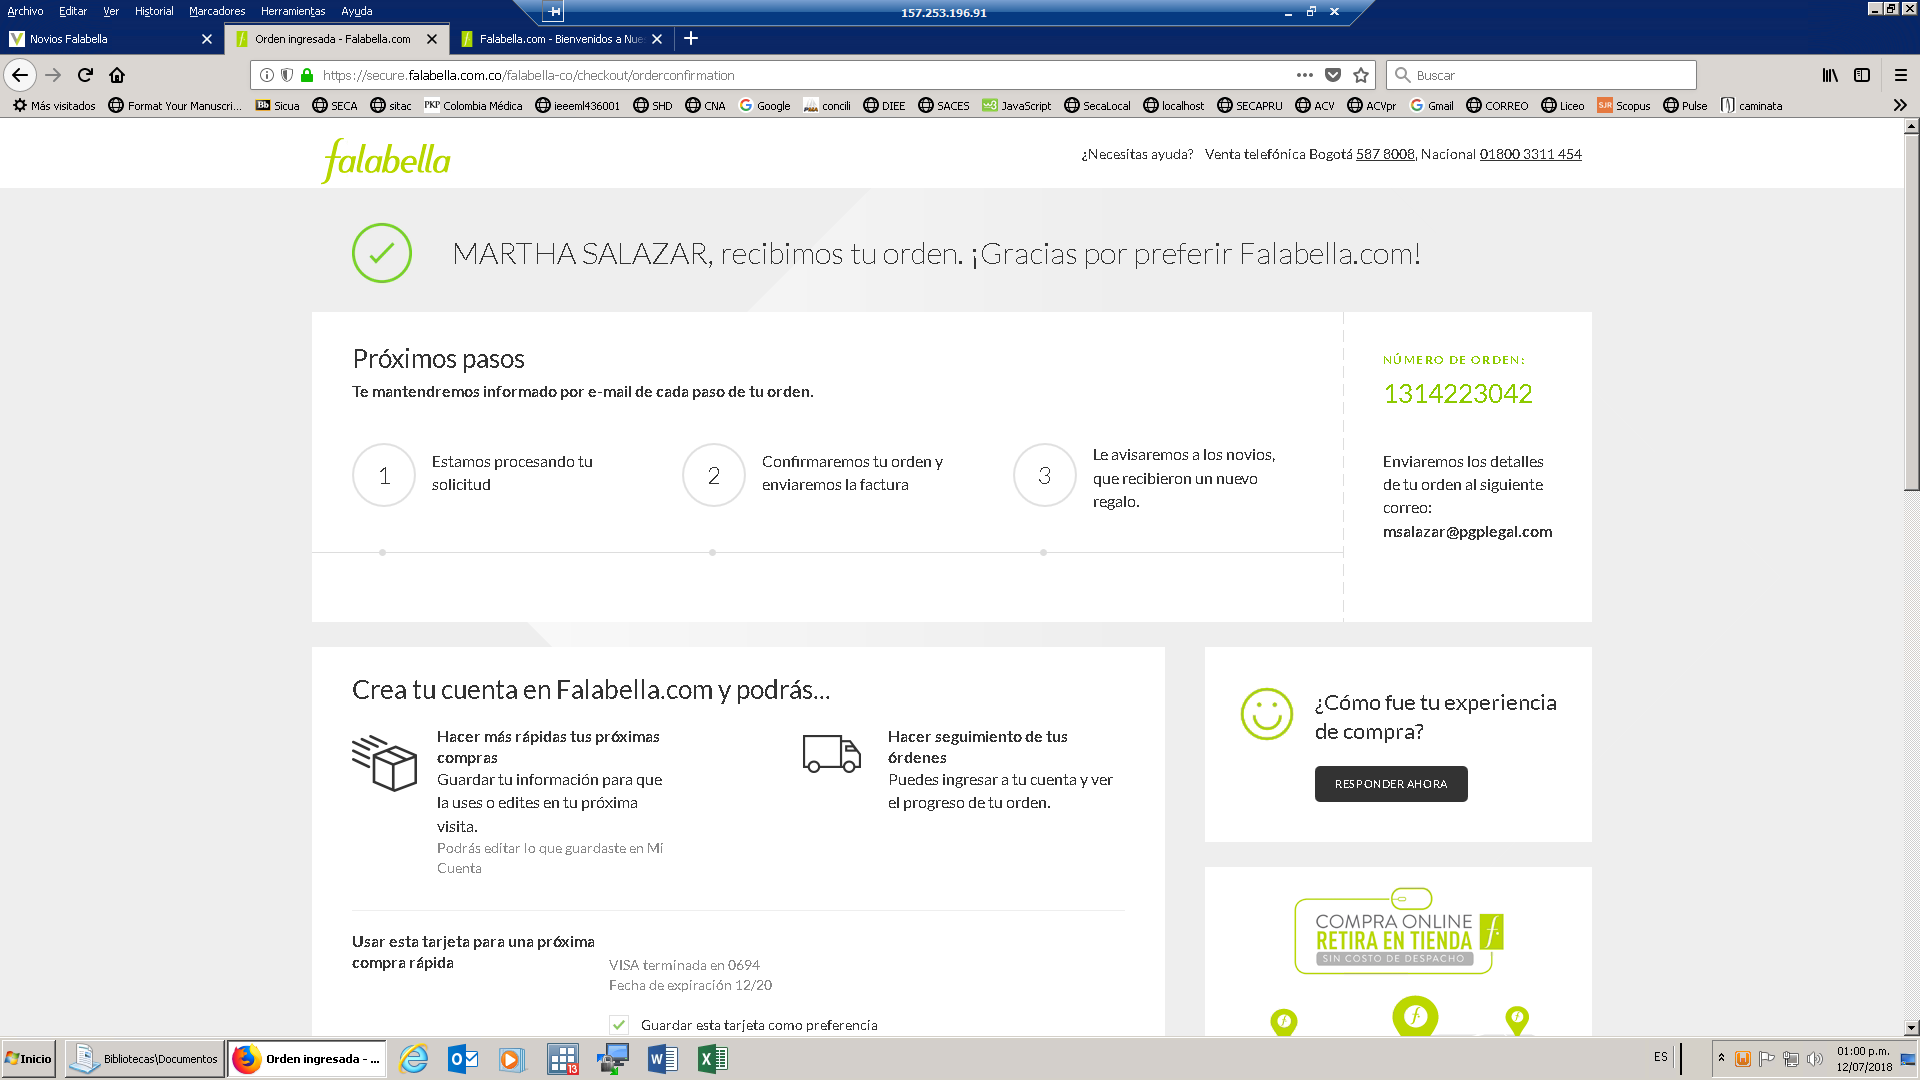 Archivo Editar Ver Historial Marcadores Herramientas Ayuda
157.253.196.91
Novios Falabella
Orden ingresada - Falabella.com
Falabella.com - Bienvenidos a Nue
https://secure.falabella.com.co/falabella-co/checkout/orderconfirmation
Buscar
Más visitados Format Your Manuscri... Bb Sicua SECA sitac PKP Colombia Médica ieeeml436001 SHD CNA Google concili DIEE SACES JavaScript SecaLocal localhost SECAPRU ACV ACVpr Gmail CORREO Liceo SJR Scopus Pulse caminata
falabella
¿Necesitas ayuda? Venta telefónica Bogotá 587 8008, Nacional 01800 3311 454
MARTHA SALAZAR, recibimos tu orden. ¡Gracias por preferir Falabella.com!
Próximos pasos
Te mantendremos informado por e-mail de cada paso de tu orden.
1
Estamos procesando tu
solicitud
2
Confirmaremos tu orden y
enviaremos la factura
3
Le avisaremos a los novios,
que recibieron un nuevo
regalo.
NÚMERO DE ORDEN:
1314223042
Enviaremos los detalles
de tu orden al siguiente
correo:
msalazar@pgplegal.com
Crea tu cuenta en Falabella.com y podrás...
Hacer más rápidas tus próximas
compras
Guardar tu información para que
la uses o edites en tu próxima
visita.
Podrás editar lo que guardaste en Mi
Cuenta
Hacer seguimiento de tus
órdenes
Puedes ingresar a tu cuenta y ver
el progreso de tu orden.
Usar esta tarjeta para una próxima
compra rápida
VISA terminada en 0694
Fecha de expiración 12/20
Guardar esta tarjeta como preferencia
¿Cómo fue tu experiencia
de compra?
RESPONDER AHORA
COMPRA ONLINE
RETIRA EN TIENDA
SIN COSTO DE DESPACHO
Inicio
Bibliotecas\Documentos
Orden ingresada - ...
13
ES
01:00 p.m.
12/07/2018